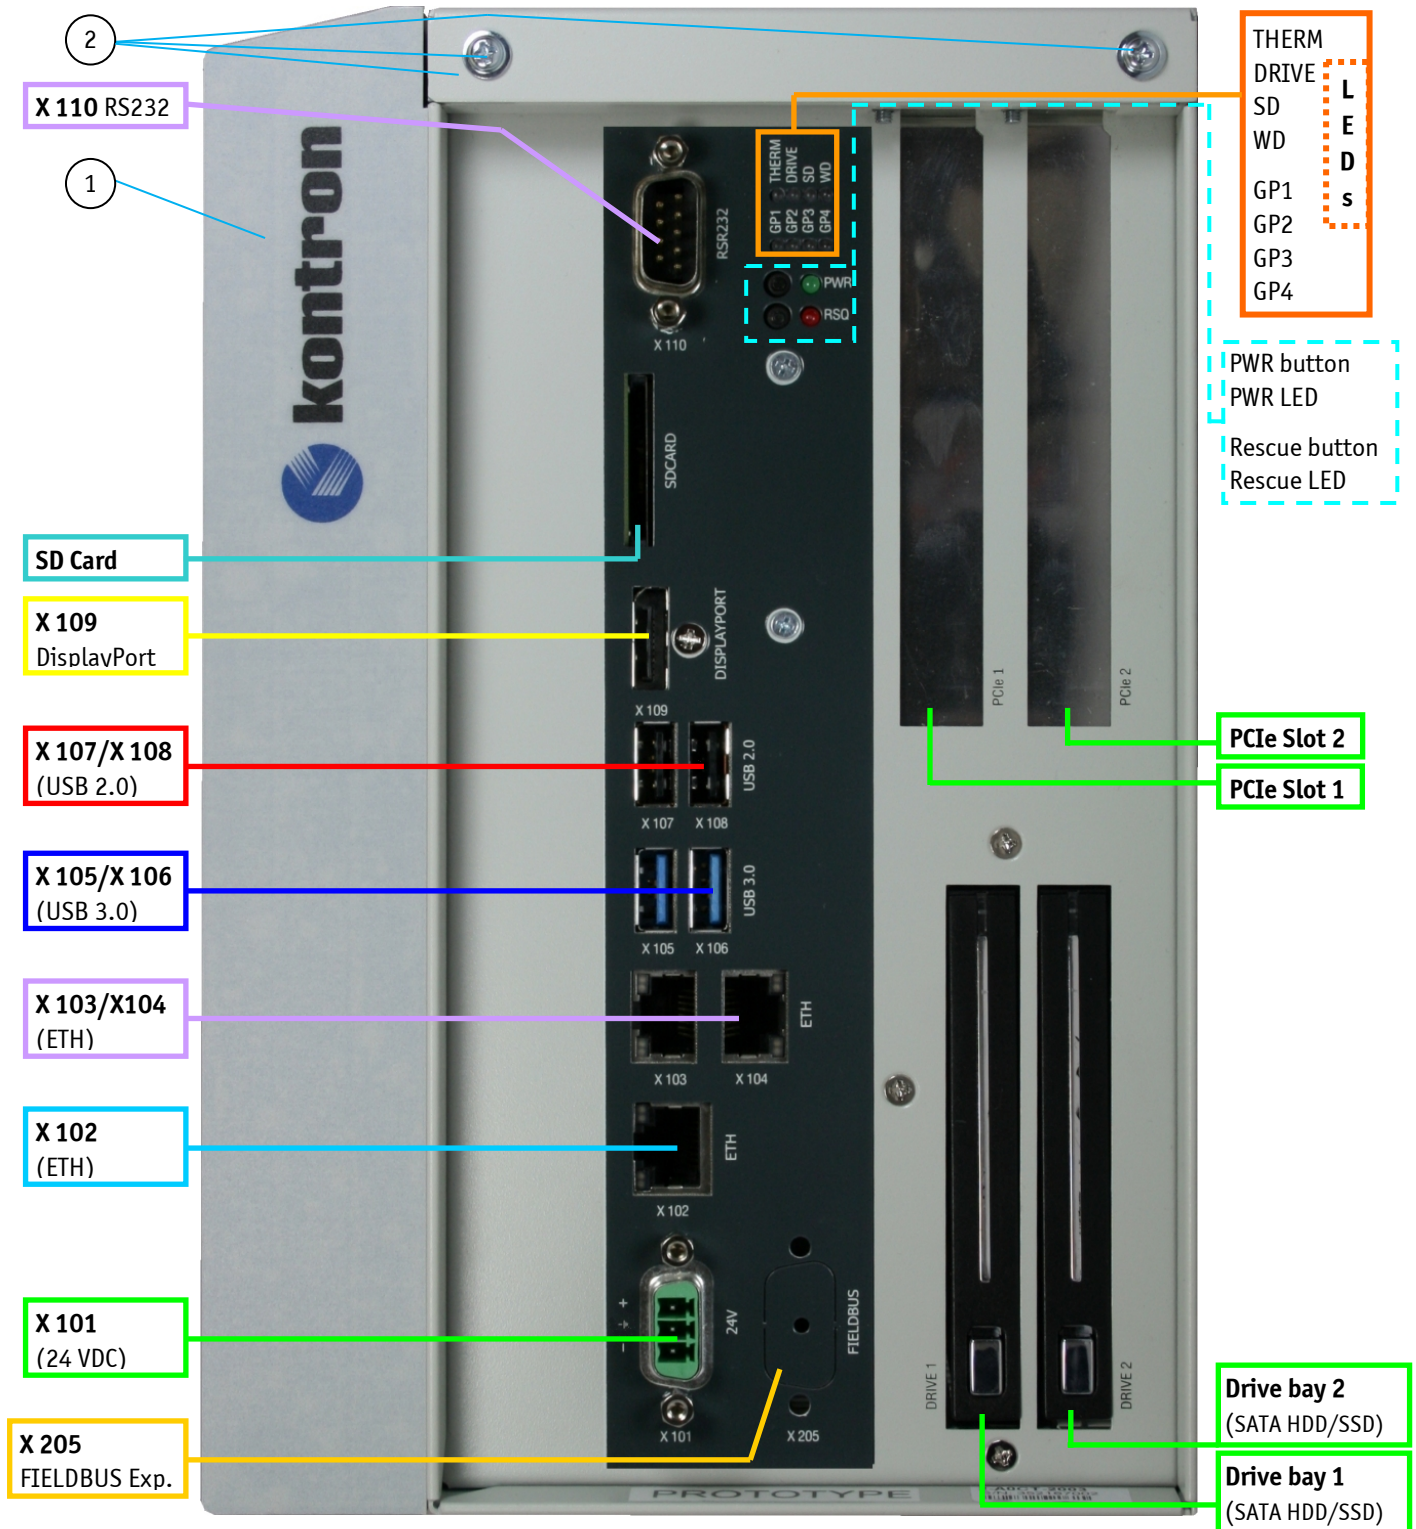 2
X 110 RS232
1
kontron
SD Card
X 109
DisplayPort
X 107/X 108
(USB 2.0)
X 105/X 106
(USB 3.0)
X 103/X104
(ETH)
X 102
(ETH)
X 101
(24 VDC)
X 205
FIELDBUS Exp.
THERM
DRIVE
SD
WD
GP1
GP2
GP3
GP4
RSR232
PWR
RSQ
X 110
SDCARD
DISPLAYPORT
X 109
USB 2.0
X 107
X 108
USB 3.0
X 105
X 106
ETH
X 103
X 104
ETH
X 102
+
−
24V
FIELDBUS
X 101
X 205
PCIe 1
PCIe 2
DRIVE 1
DRIVE 2
PROTOTYPE
THERM
DRIVE
SD
WD
GP1
GP2
GP3
GP4
LEDs
PWR button
PWR LED
Rescue button
Rescue LED
PCIe Slot 2
PCIe Slot 1
Drive bay 2
(SATA HDD/SSD)
Drive bay 1
(SATA HDD/SSD)